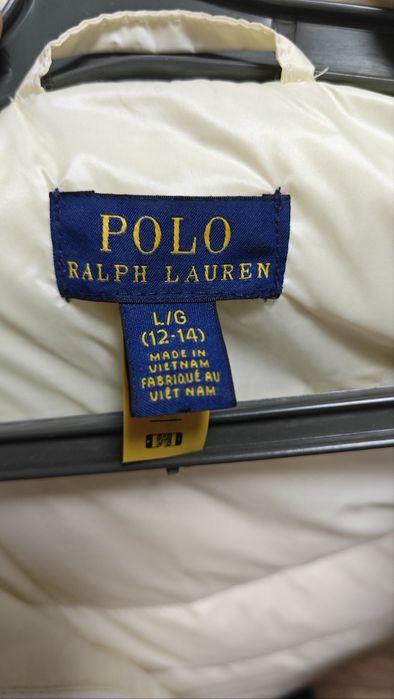 POLO
RALPH LAUREN
L/G
(12-14)
MADE IN
VIETNAM
FABRIQUÉ AU
VIÊT NAM